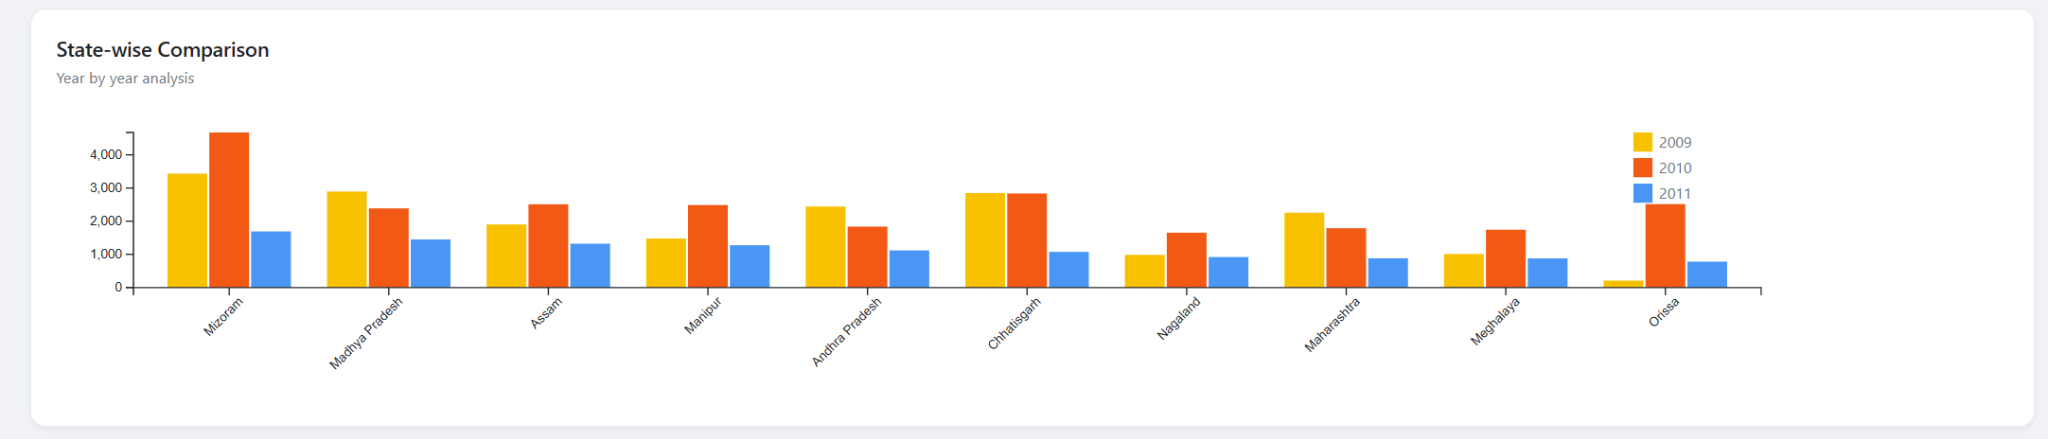 State-wise Comparison
Year by year analysis
4,000
3,000
2,000
1,000
0
2009
2010
2011
Mizoram
Madhya Pradesh
Assam
Manipur
Andhra Pradesh
Chhatisgarh
Nagaland
Maharashtra
Meghalaya
Orissa